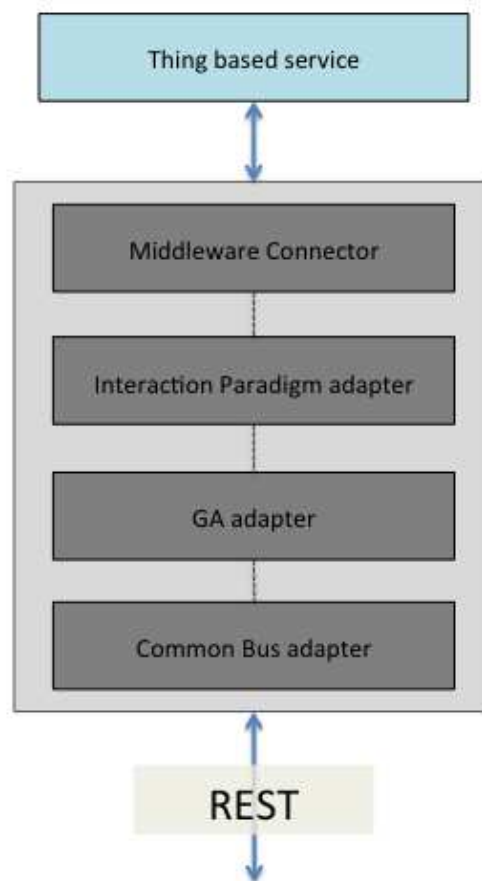 Thing based service
Middleware Connector
Interaction Paradigm adapter
GA adapter
Common Bus adapter
REST